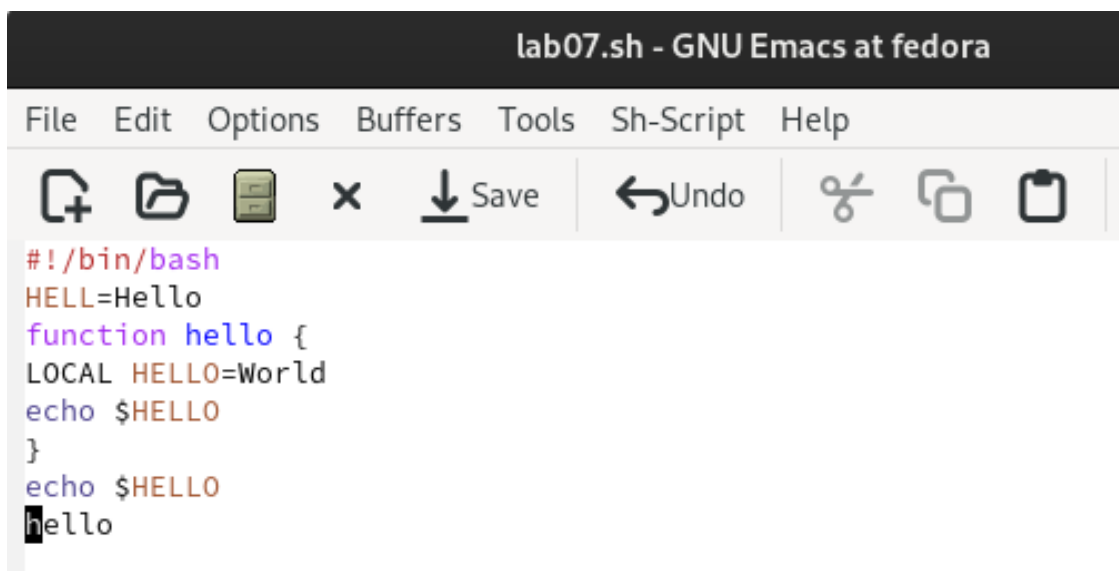 lab07.sh - GNU Emacs at fedora
File Edit Options Buffers Tools Sh-Script Help
Save Undo
#!/bin/bash
HELL=Hello
function hello {
LOCAL HELLO=World
echo $HELLO
}
echo $HELLO
hello